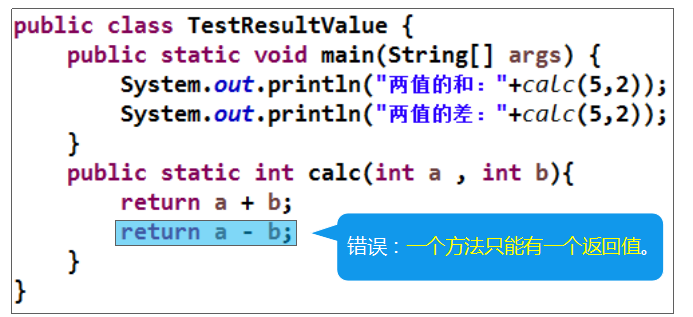 public class TestResultValue {
    public static void main(String[] args) {
        System.out.println("两值的和："+calc(5,2));
        System.out.println("两值的差："+calc(5,2));
    }
    public static int calc(int a , int b){
        return a + b;
        return a - b;
错误：一个方法只能有一个返回值。
    }
}